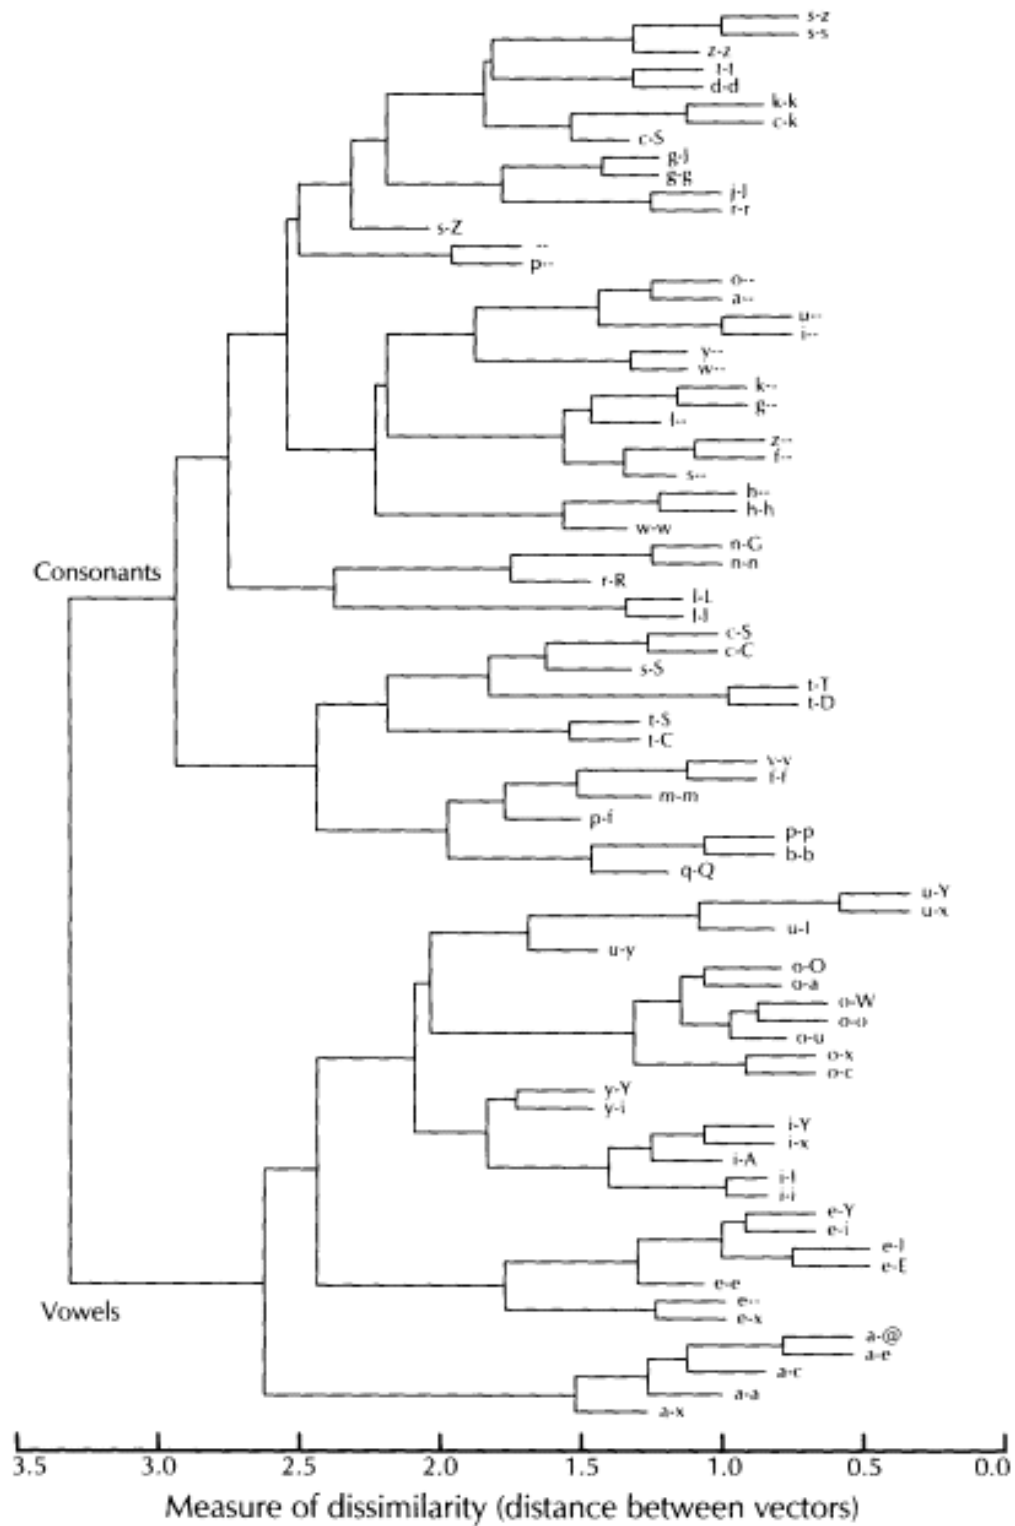 s-z
s-s
z-z
t-t
d-d
k-k
c-k
c-S
g-J
g-g
j-J
r-r
s-Z
--
p--
o--
a--
u--
i--
y--
w--
k--
g--
l--
z--
f--
s--
h--
h-h
w-w
n-G
n-n
Consonants
r-R
l-L
l-l
c-S
c-C
s-S
t-T
t-D
t-S
t-C
v-v
f-f
m-m
p-f
p-p
b-b
q-Q
u-Y
u-x
u-I
u-y
o-O
o-a
o-W
o-o
o-u
o-x
o-c
y-Y
y-i
i-Y
i-x
i-A
i-I
i-i
e-Y
e-i
e-I
e-E
e-e
e--
e-x
Vowels
a-@
a-e
a-c
a-a
a-x
3.5 3.0 2.5 2.0 1.5 1.0 0.5 0.0
Measure of dissimilarity (distance between vectors)